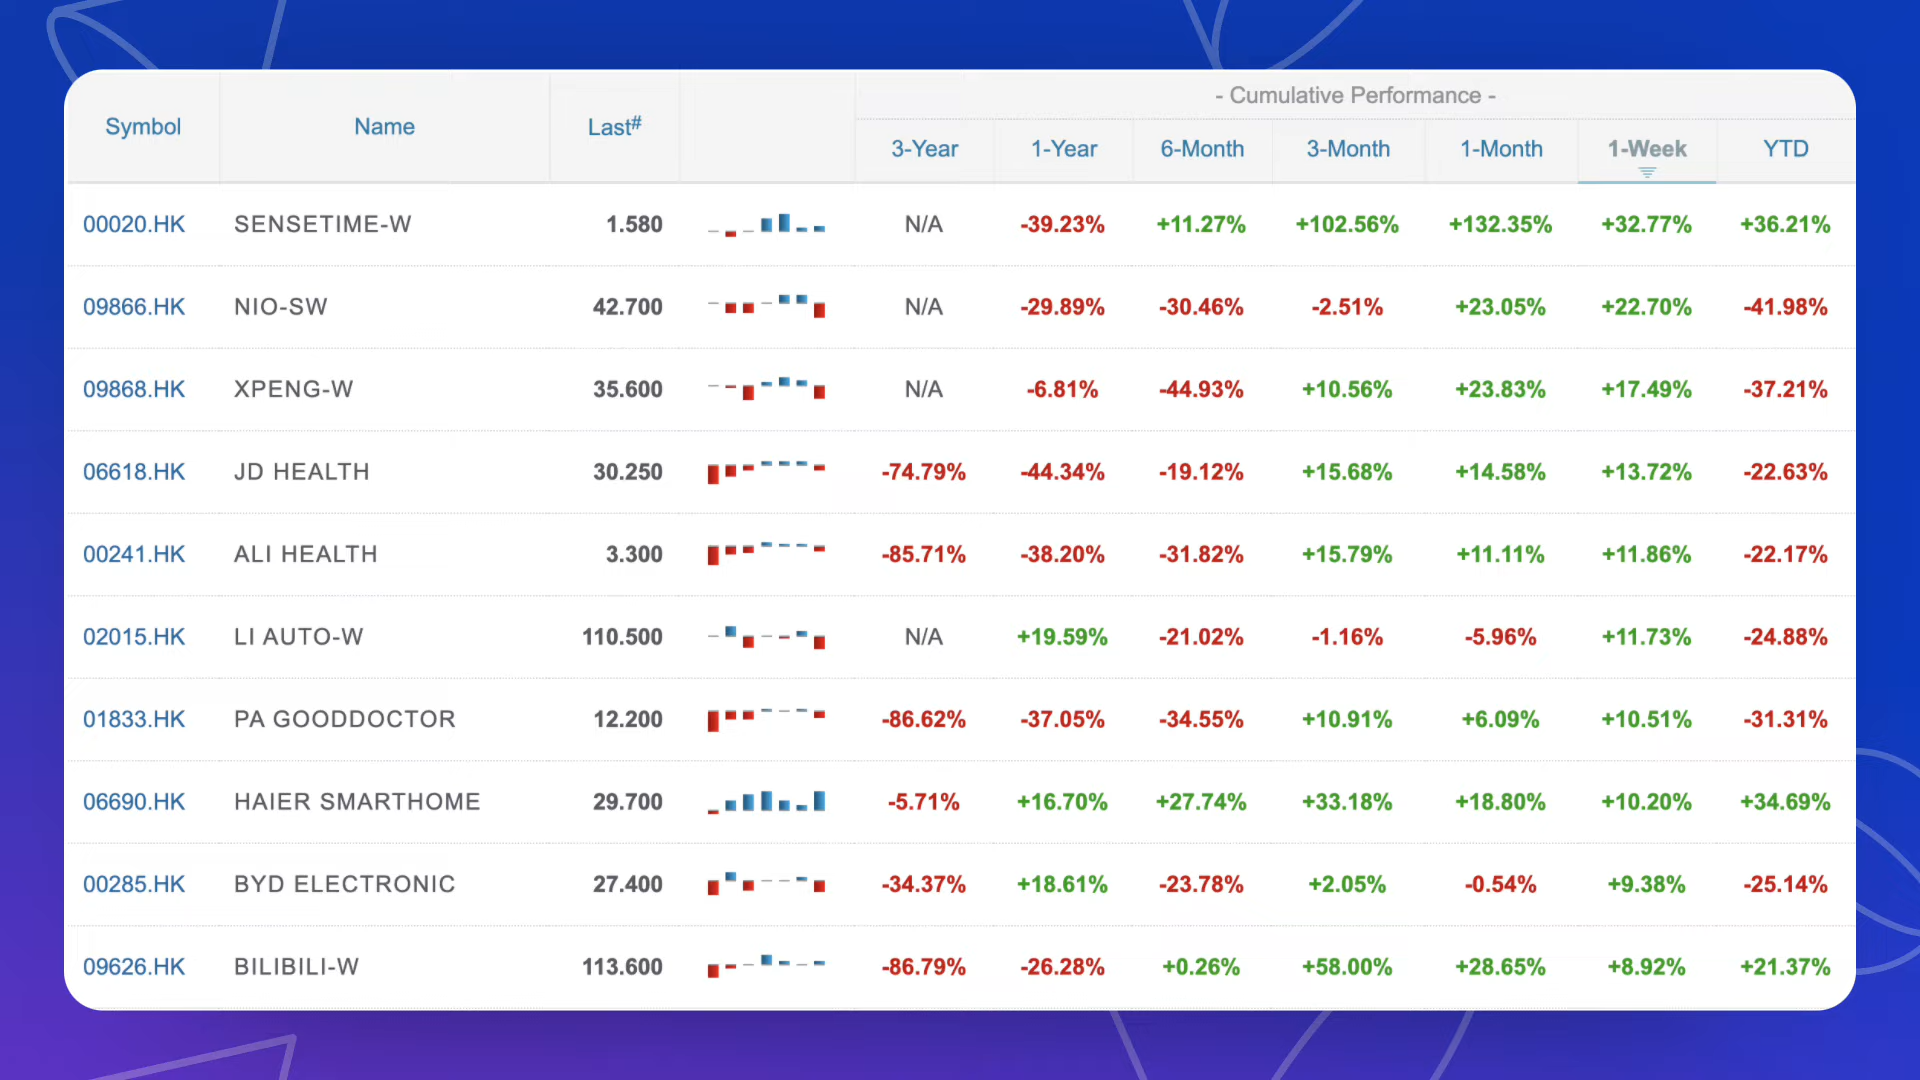 - Cumulative Performance -
Symbol Name Last# 3-Year 1-Year 6-Month 3-Month 1-Month 1-Week YTD
00020.HK SENSETIME-W 1.580 N/A -39.23% +11.27% +102.56% +132.35% +32.77% +36.21%
09866.HK NIO-SW 42.700 N/A -29.89% -30.46% -2.51% +23.05% +22.70% -41.98%
09868.HK XPENG-W 35.600 N/A -6.81% -44.93% +10.56% +23.83% +17.49% -37.21%
06618.HK JD HEALTH 30.250 -74.79% -44.34% -19.12% +15.68% +14.58% +13.72% -22.63%
00241.HK ALI HEALTH 3.300 -85.71% -38.20% -31.82% +15.79% +11.11% +11.86% -22.17%
02015.HK LI AUTO-W 110.500 N/A +19.59% -21.02% -1.16% -5.96% +11.73% -24.88%
01833.HK PA GOODDOCTOR 12.200 -86.62% -37.05% -34.55% +10.91% +6.09% +10.51% -31.31%
06690.HK HAIER SMARTHOME 29.700 -5.71% +16.70% +27.74% +33.18% +18.80% +10.20% +34.69%
00285.HK BYD ELECTRONIC 27.400 -34.37% +18.61% -23.78% +2.05% -0.54% +9.38% -25.14%
09626.HK BILIBILI-W 113.600 -86.79% -26.28% +0.26% +58.00% +28.65% +8.92% +21.37%